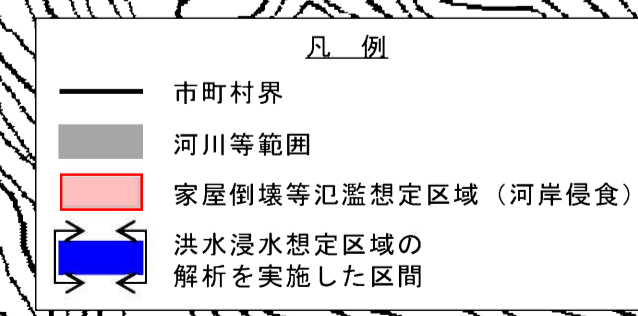 凡　例
市町村界
河川等範囲
家屋倒壊等氾濫想定区域（河岸侵食）
洪水浸水想定区域の
解析を実施した区間